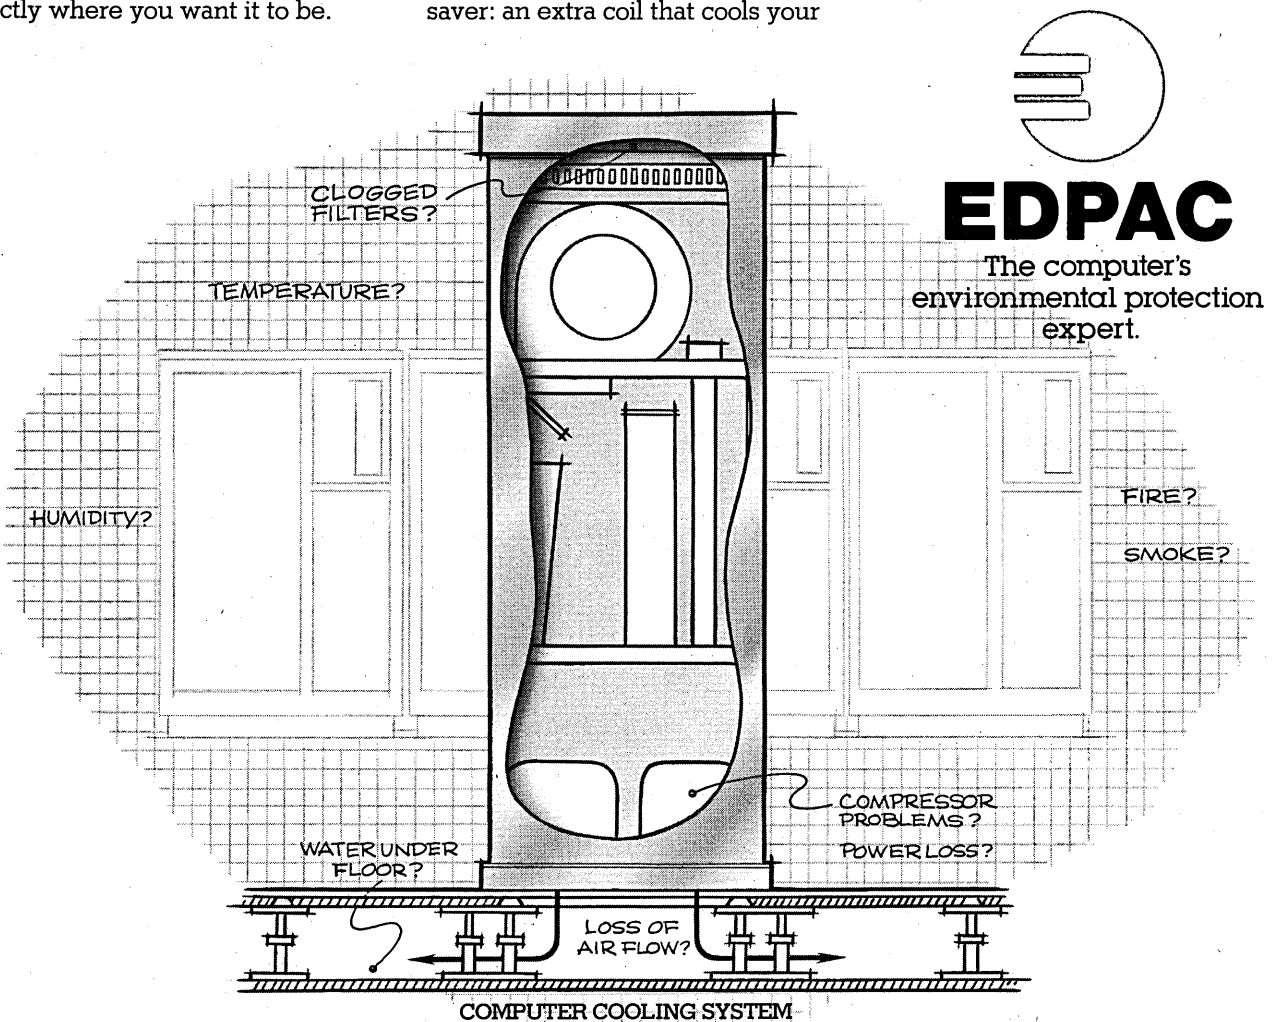 ctly where you want it to be.
saver: an extra coil that cools your
EDPAC
The computer's
environmental protection
expert.
CLOGGED
FILTERS?
TEMPERATURE?
HUMIDITY?
FIRE?
SMOKE?
COMPRESSOR
PROBLEMS?
POWER LOSS?
WATER UNDER
FLOOR?
LOSS OF
AIR FLOW?
COMPUTER COOLING SYSTEM